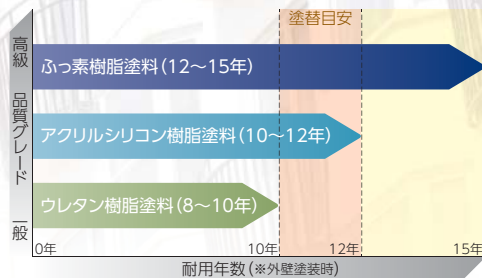 塗替目安
高級
品質グレード
一般
ふっ素樹脂塗料(12〜15年)
アクリルシリコン樹脂塗料(10〜12年)
ウレタン樹脂塗料(8〜10年)
0年
10年
12年
15年
耐用年数(※外壁塗装時)